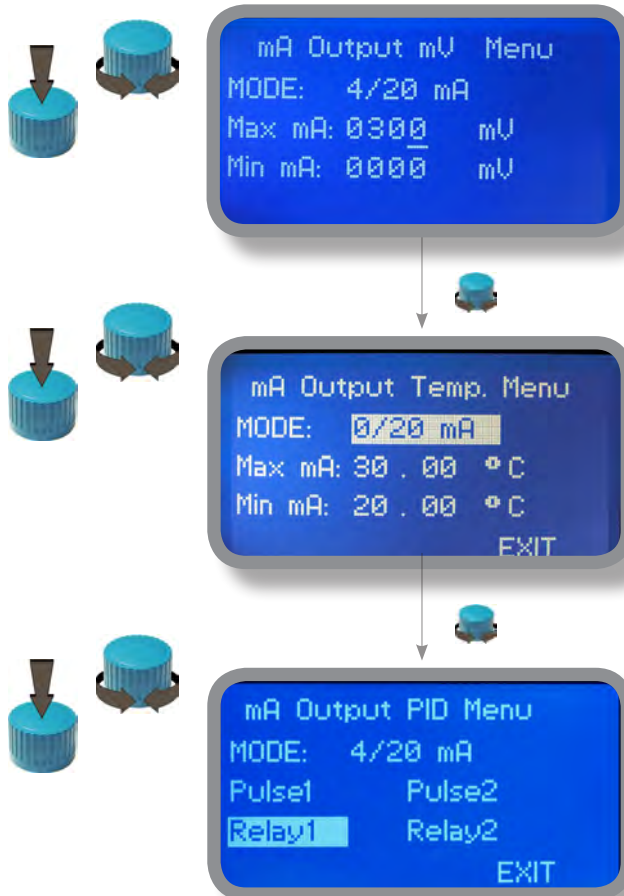 mA Output mV Menu
MODE: 4/20 mA
Max mA: 0300 mV
Min mA: 0000 mV
mA Output Temp. Menu
MODE: 0/20 mA
Max mA: 30 . 00 °C
Min mA: 20 . 00 °C
EXIT
mA Output PID Menu
MODE: 4/20 mA
Pulse1 Pulse2
Relay1 Relay2
EXIT